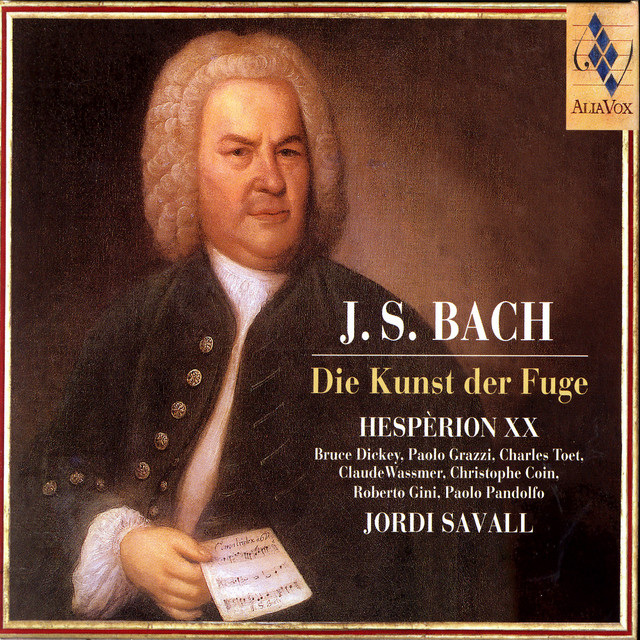 ALIAVOX
J. S. BACH
Die Kunst der Fuge
HESPÈRION XX
Bruce Dickey, Paolo Grazzi, Charles Toet,
ClaudeWassmer, Christophe Coin,
Roberto Gini, Paolo Pandolfo
JORDI SAVALL